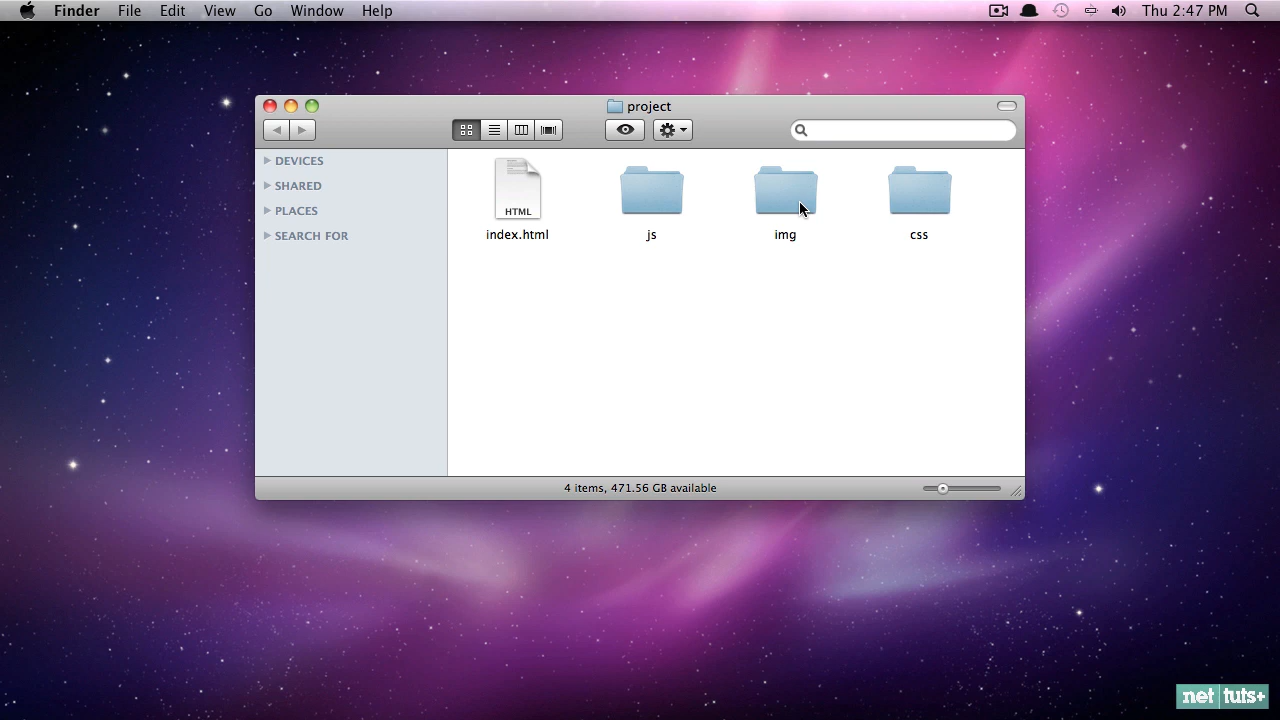 Finder File Edit View Go Window Help Thu 2:47 PM
project
DEVICES
SHARED
PLACES
SEARCH FOR
HTML
index.html js img css
4 items, 471.56 GB available
net tuts+